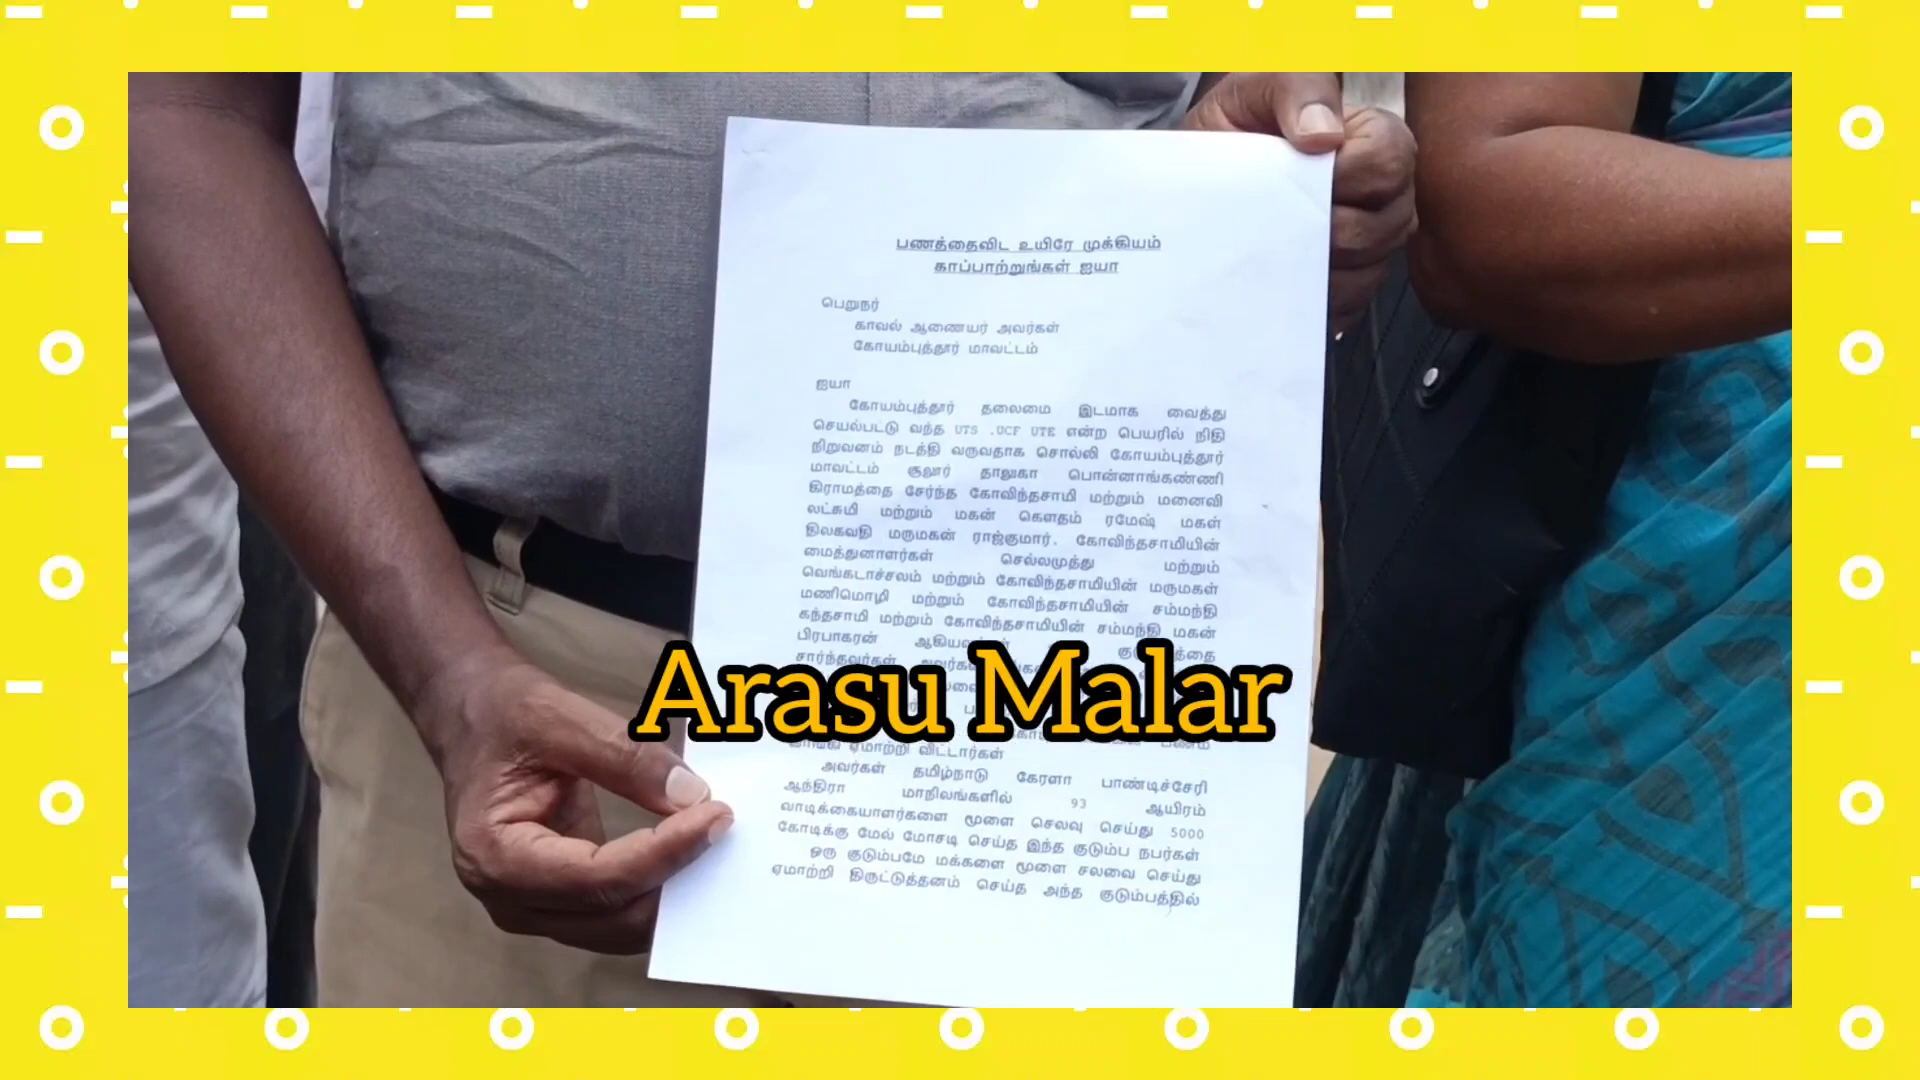 பணத்தைவிட உயிரே முக்கியம்
காப்பாற்றுங்கள் ஐயா
பெறுநர்
காவல் ஆணையர் அவர்கள்
கோயம்புத்தூர் மாவட்டம்
ஐயா
கோயம்புத்தூர் தலைமை இடமாக வைத்து
செயல்பட்டு வந்த UTS .UCF UTE என்ற பெயரில் நிதி
நிறுவனம் நடத்தி வருவதாக சொல்லி கோயம்புத்தூர்
மாவட்டம் சூலூர் தாலுகா பொன்னாங்கண்ணி
கிராமத்தை சேர்ந்த கோவிந்தசாமி மற்றும் மனைவி
லட்சுமி மற்றும் மகன் கௌதம் ரமேஷ் மகள்
திலகவதி மருமகன் ராஜ்குமார். கோவிந்தசாமியின்
மைத்துனாளர்கள் செல்லமுத்து மற்றும்
வெங்கடாச்சலம் மற்றும் கோவிந்தசாமியின் மருமகள்
மணிமொழி மற்றும் கோவிந்தசாமியின் சம்மந்தி
கந்தசாமி மற்றும் கோவிந்தசாமியின் சம்மந்தி மகன்
பிரபாகரன்
சார்ந்தவர்கள்
Arasu Malar
ஏமாற்றி விட்டார்கள்
அவர்கள் தமிழ்நாடு கேரளா பாண்டிச்சேரி
ஆந்திரா மாநிலங்களில் 93 ஆயிரம்
வாடிக்கையாளர்களை மூளை செலவு செய்து 5000
கோடிக்கு மேல் மோசடி செய்த இந்த குடும்ப நபர்கள்
ஒரு குடும்பமே மக்களை மூளை சலவை செய்து
ஏமாற்றி திருட்டுத்தனம் செய்த அந்த குடும்பத்தில்